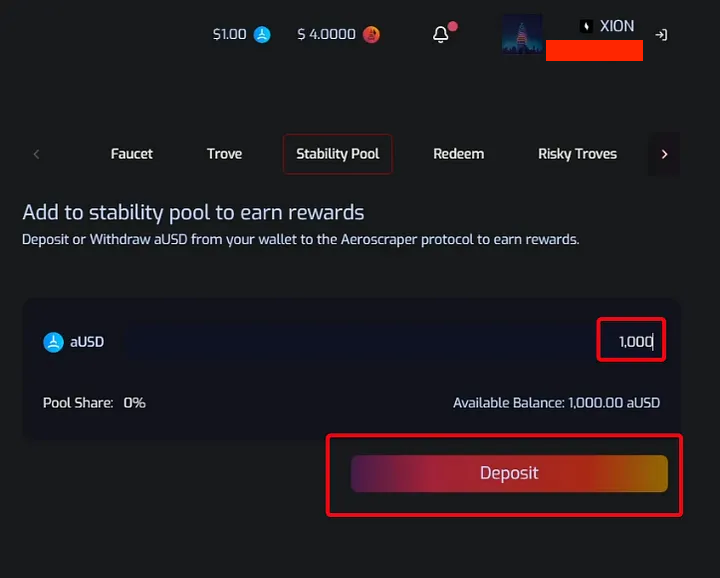 $1.00 $ 4.0000 XION
Faucet Trove Stability Pool Redeem Risky Troves
Add to stability pool to earn rewards
Deposit or Withdraw aUSD from your wallet to the Aeroscraper protocol to earn rewards.
aUSD 1,000
Pool Share: 0% Available Balance: 1,000.00 aUSD
Deposit